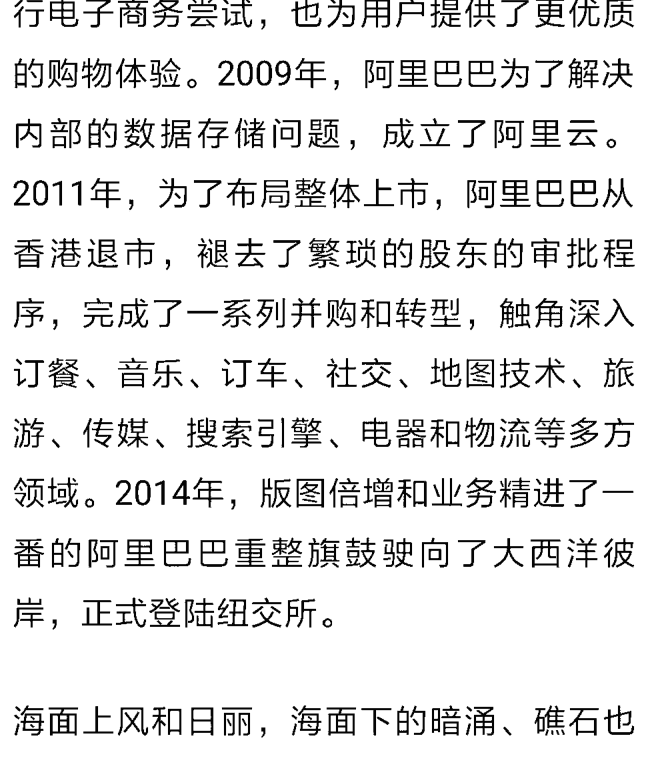 行电子商务尝试，也为用户提供了更优质
的购物体验。2009年，阿里巴巴为了解决
内部的数据存储问题，成立了阿里云。
2011年，为了布局整体上市，阿里巴巴从
香港退市，褪去了繁琐的股东的审批程
序，完成了一系列并购和转型，触角深入
订餐、音乐、订车、社交、地图技术、旅
游、传媒、搜索引擎、电器和物流等多方
领域。2014年，版图倍增和业务精进了一
番的阿里巴巴重整旗鼓驶向了大西洋彼
岸，正式登陆纽交所。
海面上风和日丽，海面下的暗涌、礁石也